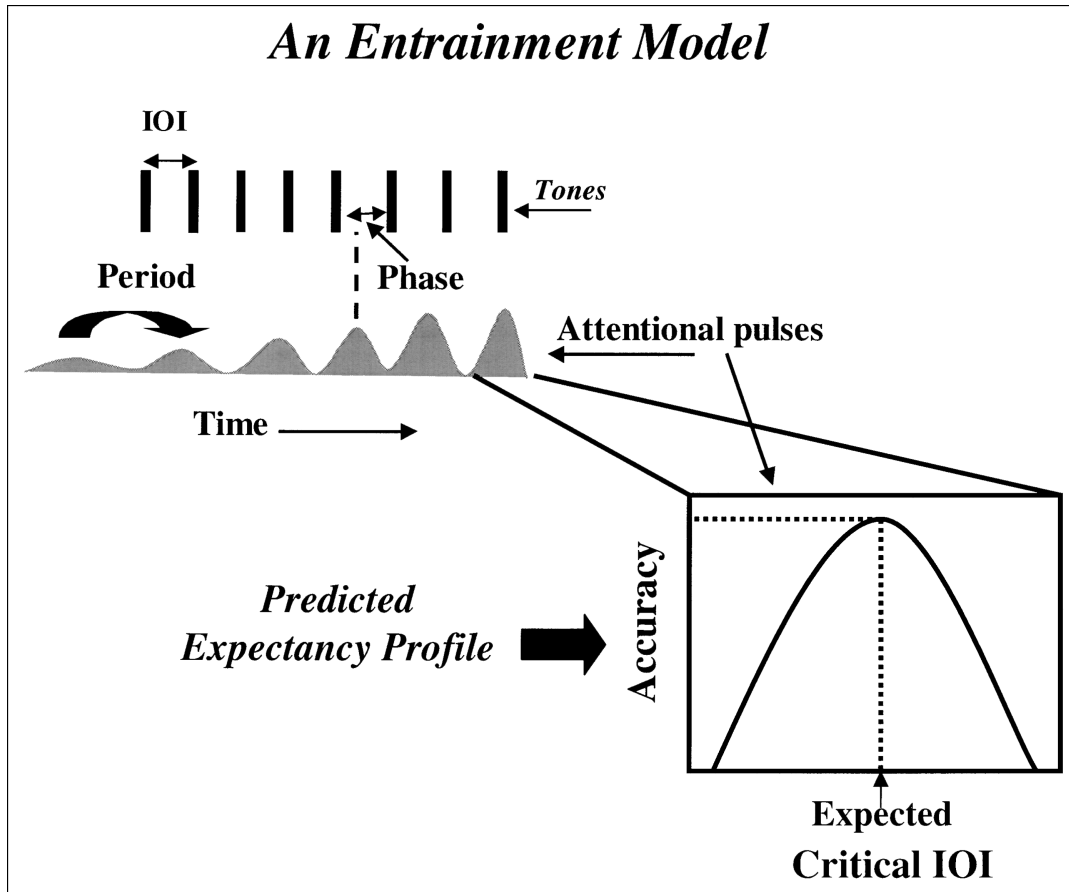 An Entrainment Model
IOI
Tones
Period
Phase
Attentional pulses
Time
Accuracy
Predicted
Expectancy Profile
Expected
Critical IOI